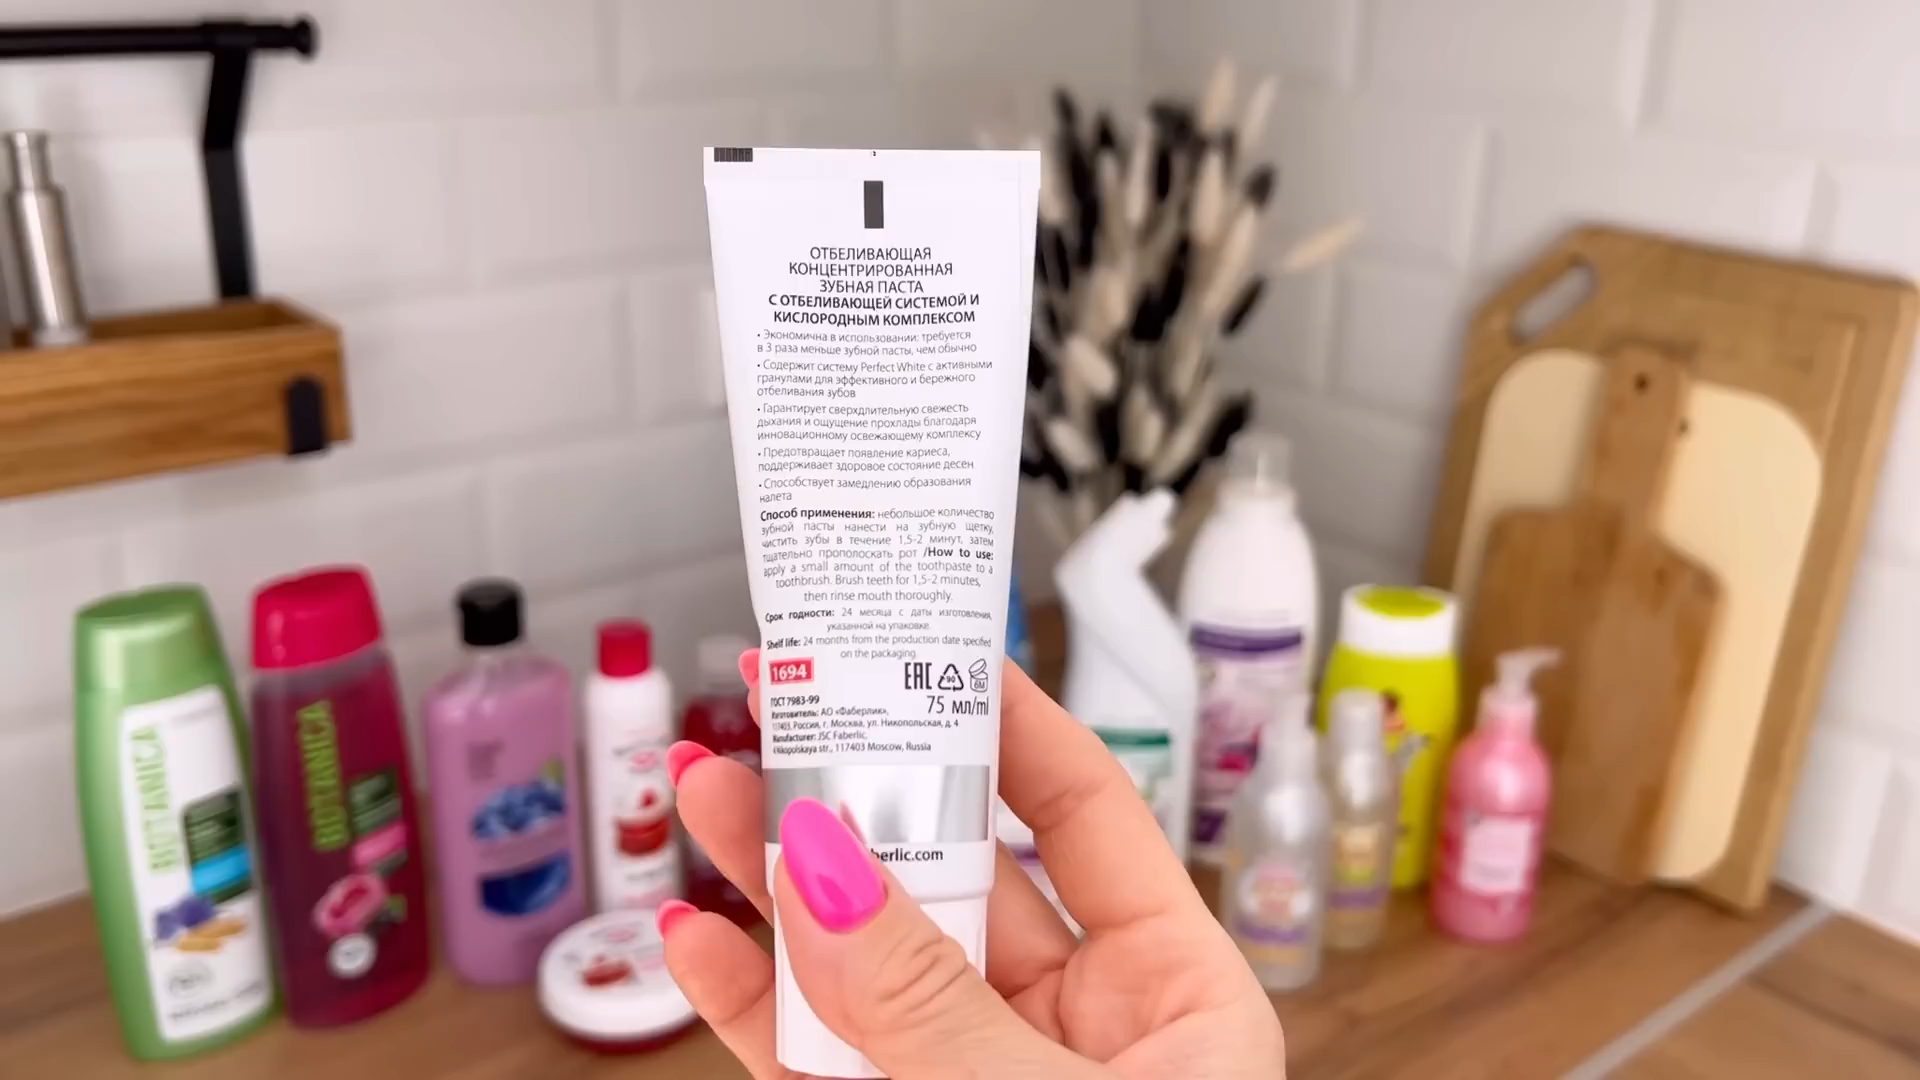 ОТБЕЛИВАЮЩАЯ
КОНЦЕНТРИРОВАННАЯ
ЗУБНАЯ ПАСТА
С ОТБЕЛИВАЮЩЕЙ СИСТЕМОЙ И
КИСЛОРОДНЫМ КОМПЛЕКСОМ
• Экономична в использовании: требуется
в 3 раза меньше зубной пасты, чем обычно
• Содержит систему Perfect White с активными
гранулами для эффективного и бережного
отбеливания зубов
• Гарантирует сверхдлительную свежесть
дыхания и ощущение прохлады благодаря
инновационному освежающему комплексу
• Предотвращает появление кариеса,
поддерживает здоровое состояние десен
• Способствует замедлению образования
налета
Способ применения: небольшое количество
зубной пасты нанести на зубную щетку,
чистить зубы в течение 1,5-2 минут, затем
тщательно прополоскать рот /How to use:
apply a small amount of the toothpaste to a
toothbrush. Brush teeth for 1,5-2 minutes,
then rinse mouth thoroughly.
Срок годности: 24 месяца с даты изготовления,
указанной на упаковке.
Shelf life: 24 months from the production date specified
on the packaging.
1694
EAC 90 6M
ГОСТ 7983-99
75 мл/ml
Изготовитель: АО «Фаберлик»,
117403, Россия, г. Москва, ул. Никопольская, д. 4
Manufacturer: JSC Faberlic,
4 Nikopolskaya str., 117403 Moscow, Russia
berlic.com
BOTANICA
BOTANICA